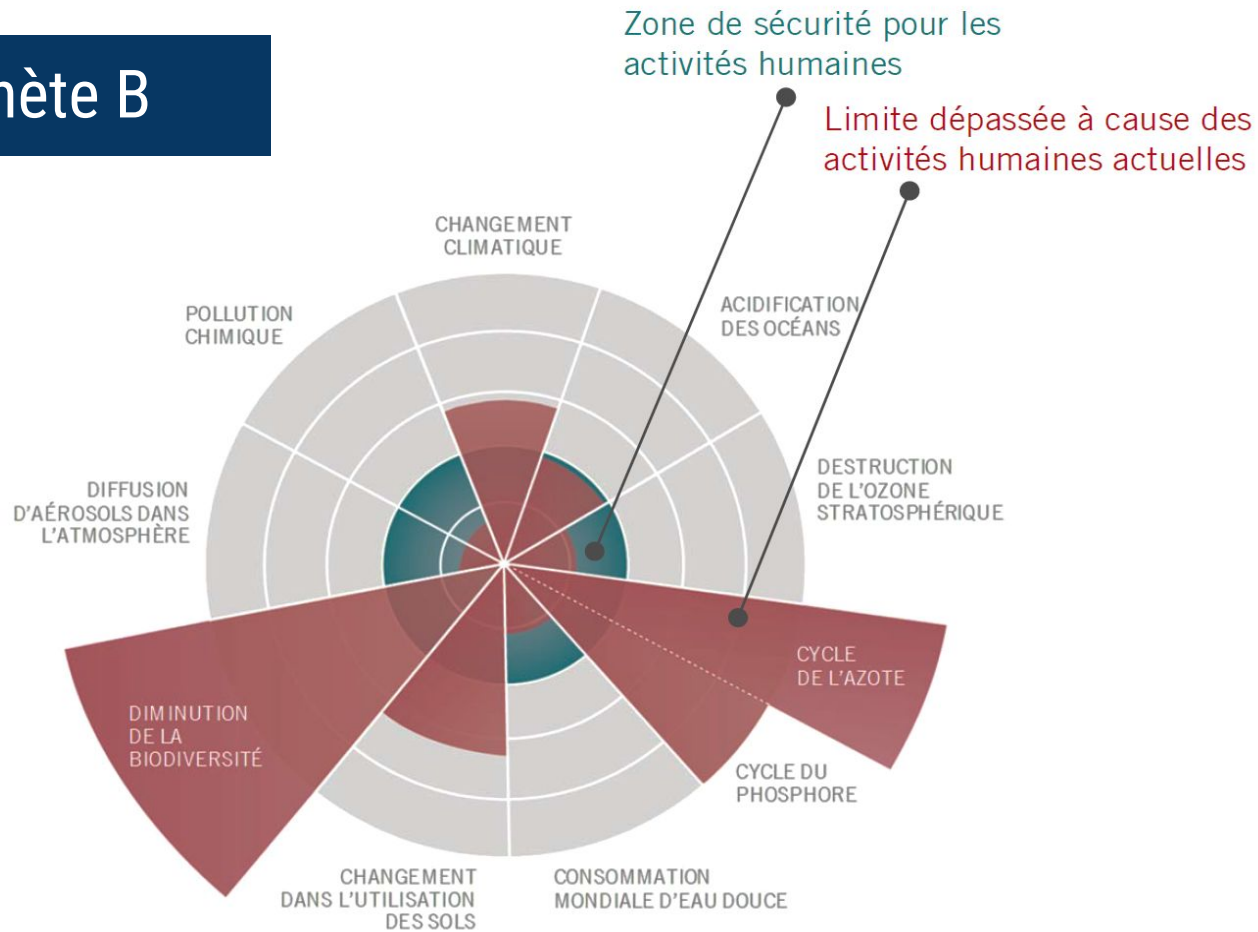 nète B
Zone de sécurité pour les
activités humaines
Limite dépassée à cause des
activités humaines actuelles
CHANGEMENT
CLIMATIQUE
POLLUTION
CHIMIQUE
ACIDIFICATION
DES OCÉANS
DIFFUSION
D'AÉROSOLS DANS
L'ATMOSPHÈRE
DESTRUCTION
DE L'OZONE
STRATOSPHÉRIQUE
CYCLE
DE L'AZOTE
DIMINUTION
DE LA
BIODIVERSITÉ
CYCLE DU
PHOSPHORE
CHANGEMENT
DANS L'UTILISATION
DES SOLS
CONSOMMATION
MONDIALE D'EAU DOUCE